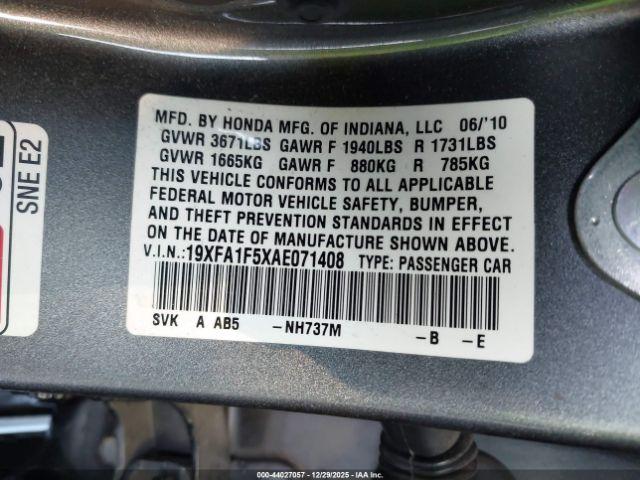 MFD. BY HONDA MFG. OF INDIANA, LLC 06/'10
GVWR 3671LBS GAWR F 1940LBS R 1731LBS
GVWR 1665KG GAWR F 880KG R 785KG
THIS VEHICLE CONFORMS TO ALL APPLICABLE
FEDERAL MOTOR VEHICLE SAFETY, BUMPER,
AND THEFT PREVENTION STANDARDS IN EFFECT
ON THE DATE OF MANUFACTURE SHOWN ABOVE.
V.I.N.:19XFA1F5XAE071408 TYPE: PASSENGER CAR
SVK A AB5 -NH737M -B -E
SNE E2
000-44027057 - 12/29/2025 - IAA, Inc.